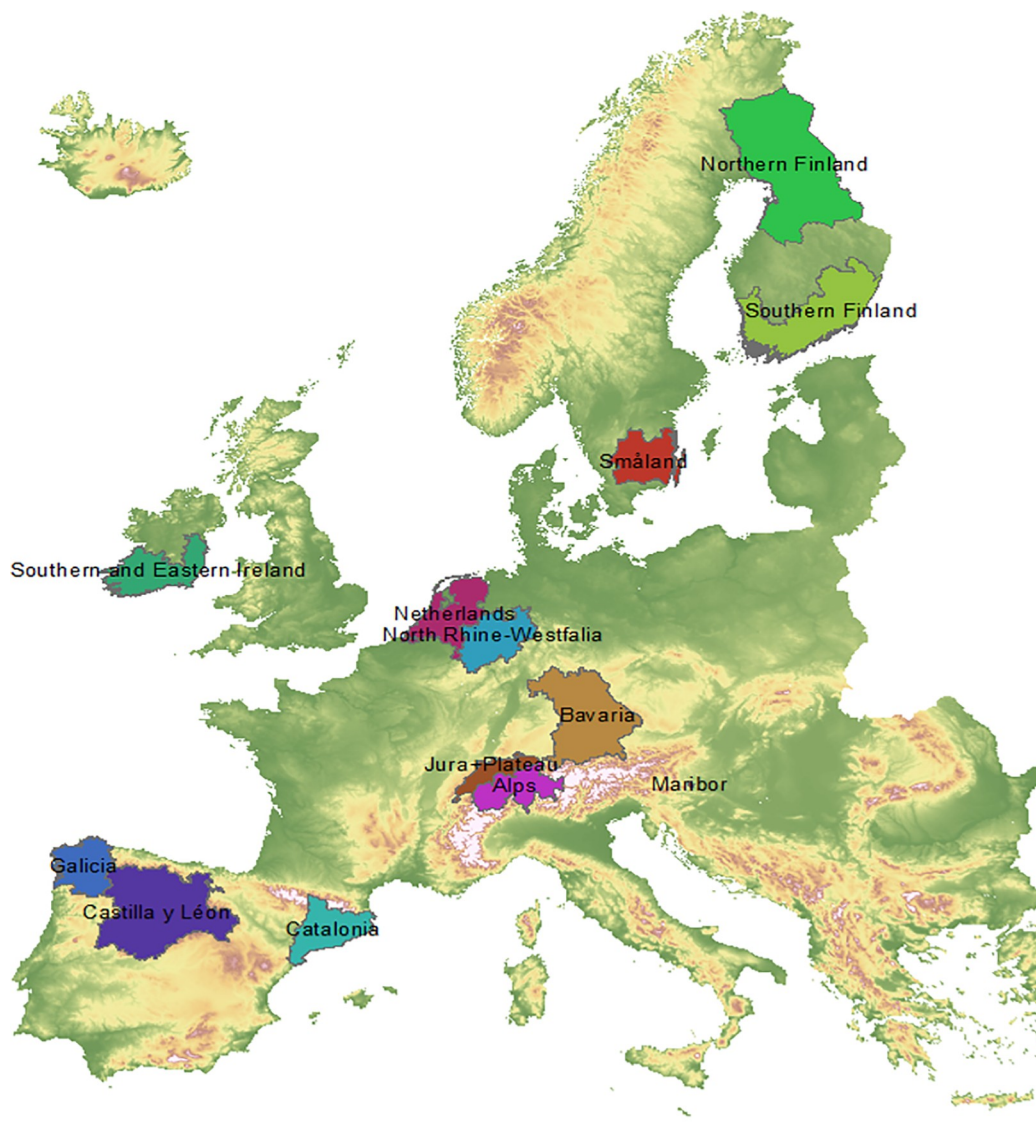 Northern Finland
Southern Finland
Småland
Southern and Eastern Ireland
Netherlands
North Rhine-Westfalia
Bavaria
Jura+Plateau
Alps
Maribor
Galicia
Castilla y Léon
Catalonia